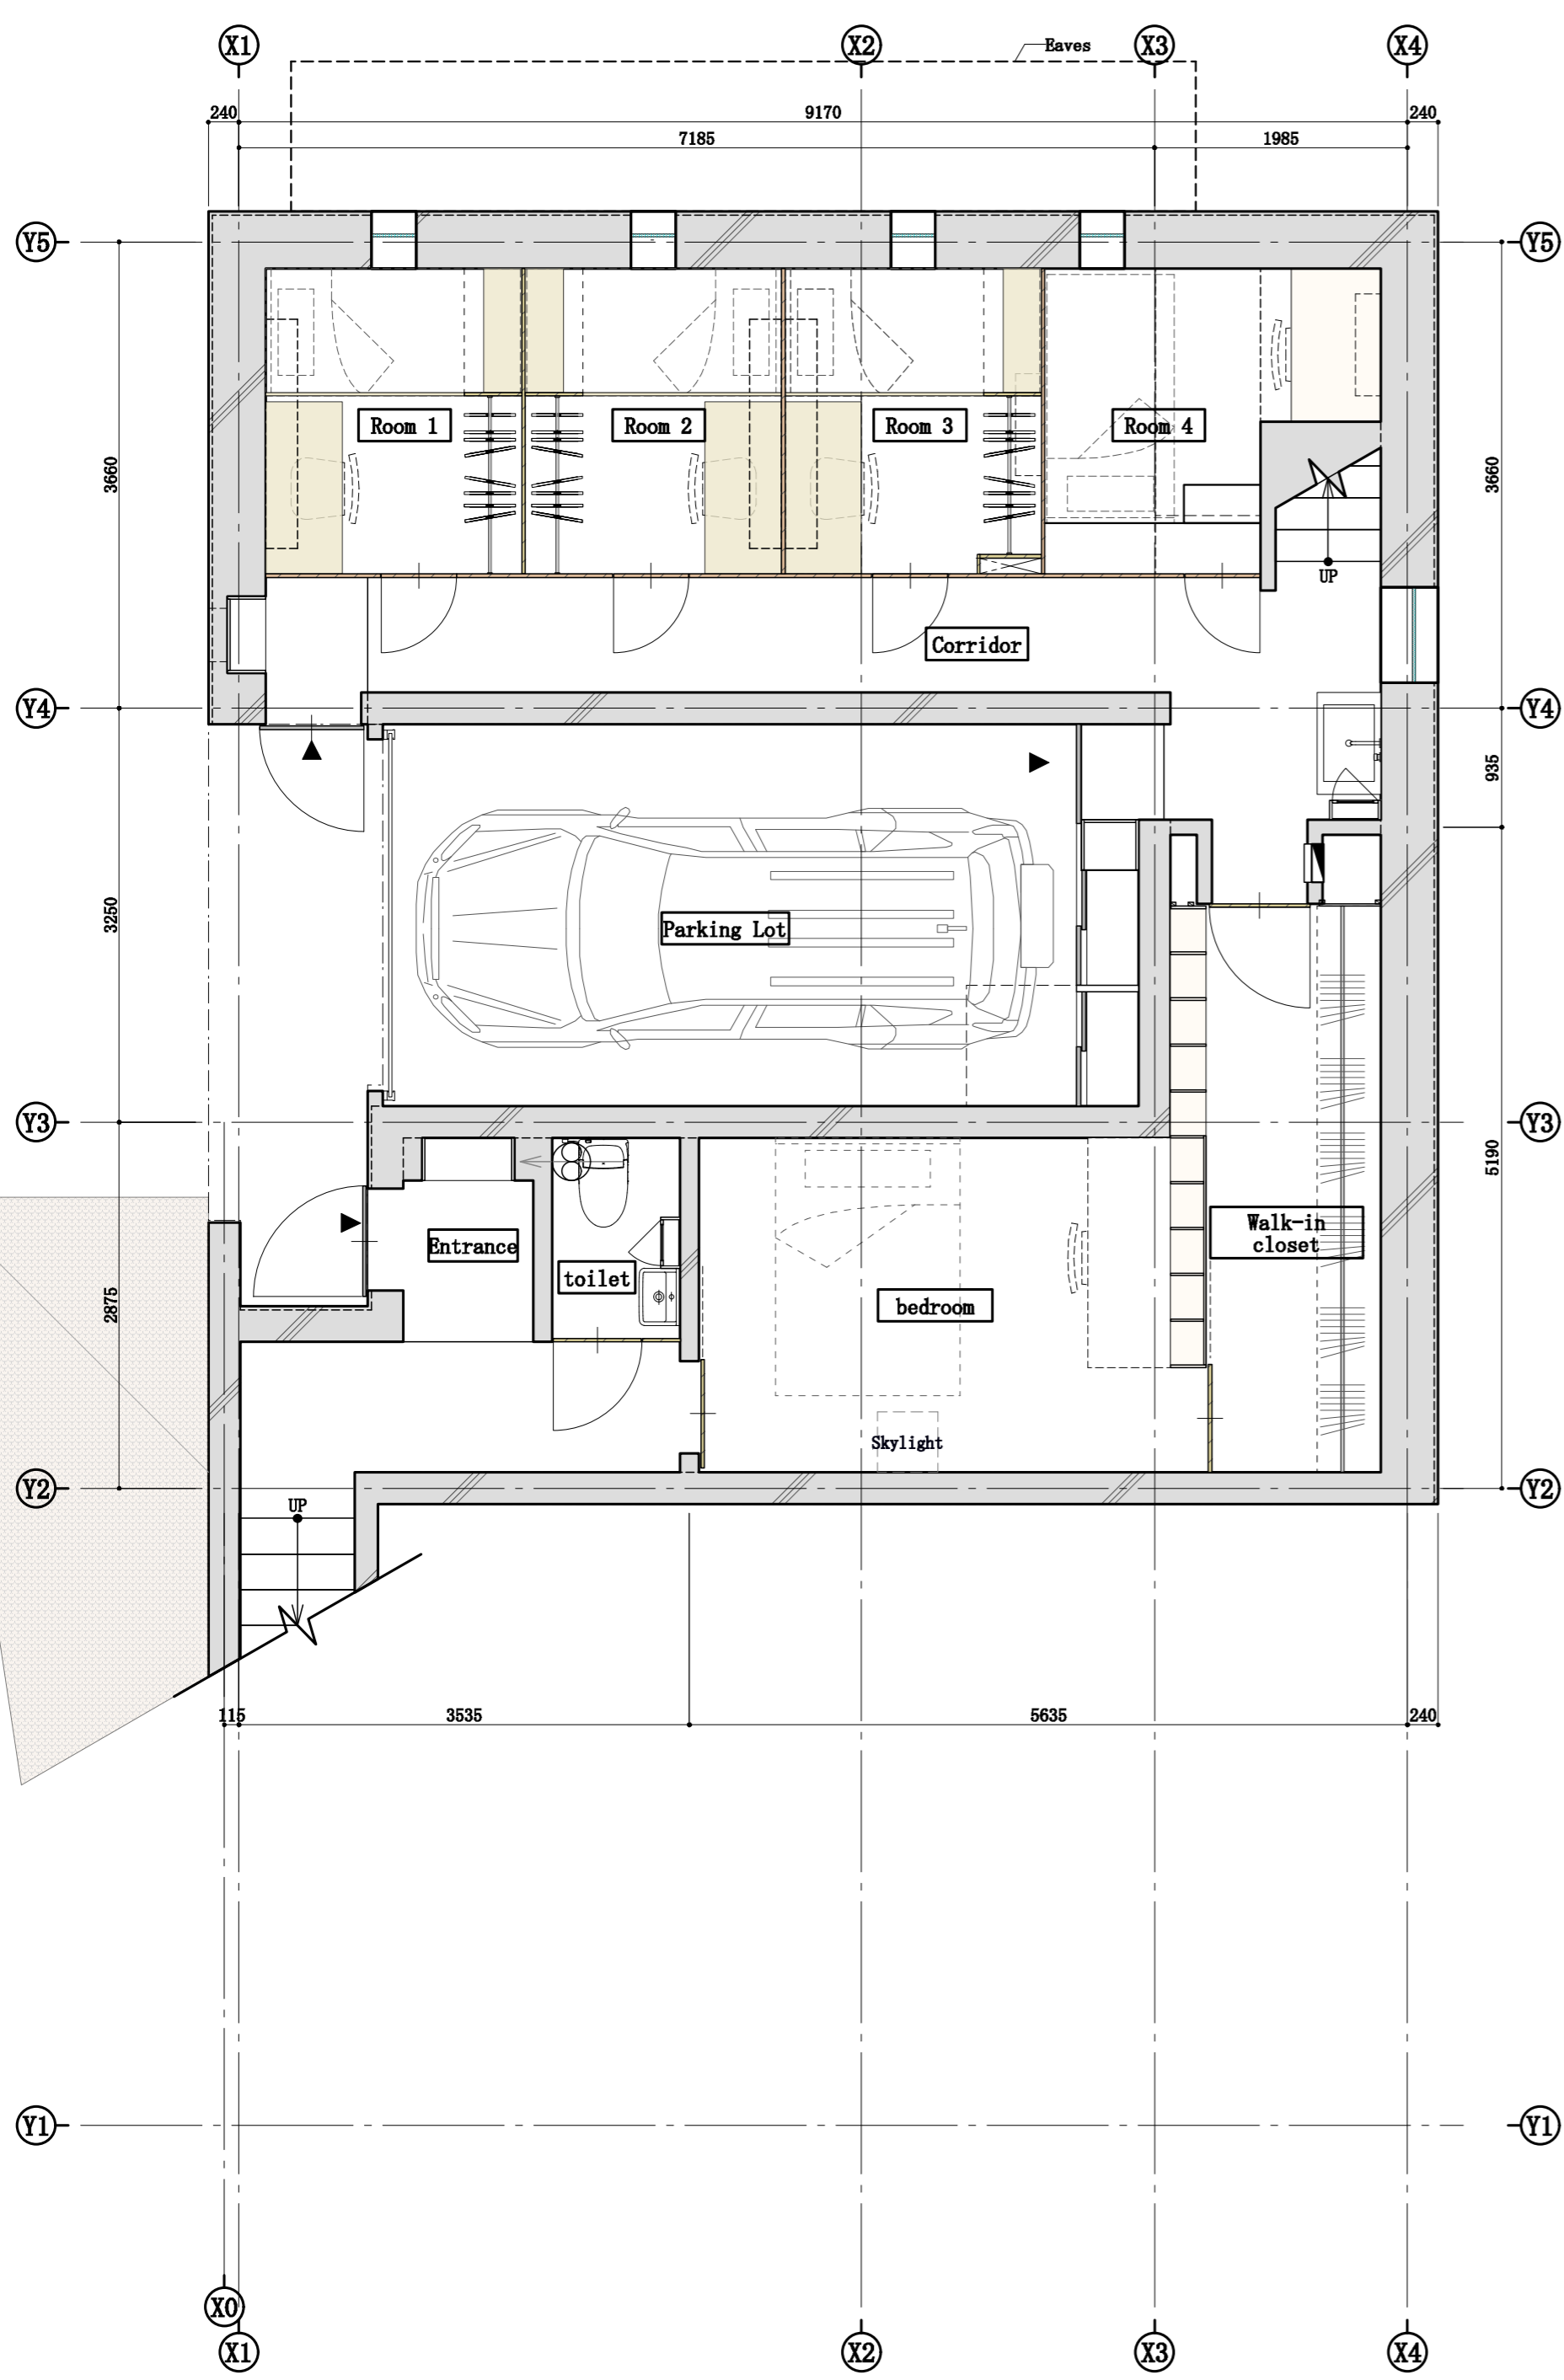 X1
X2
Eaves
X3
X4
240
9170
240
7185
1985
Y5
Y5
Room 1
Room 2
Room 3
Room 4
3660
3660
UP
Corridor
Y4
Y4
935
3250
Parking Lot
Y3
Y3
5190
Entrance
toilet
Walk-in
closet
2875
bedroom
Skylight
Y2
Y2
UP
115
3535
5635
240
Y1
Y1
X0
X1
X2
X3
X4